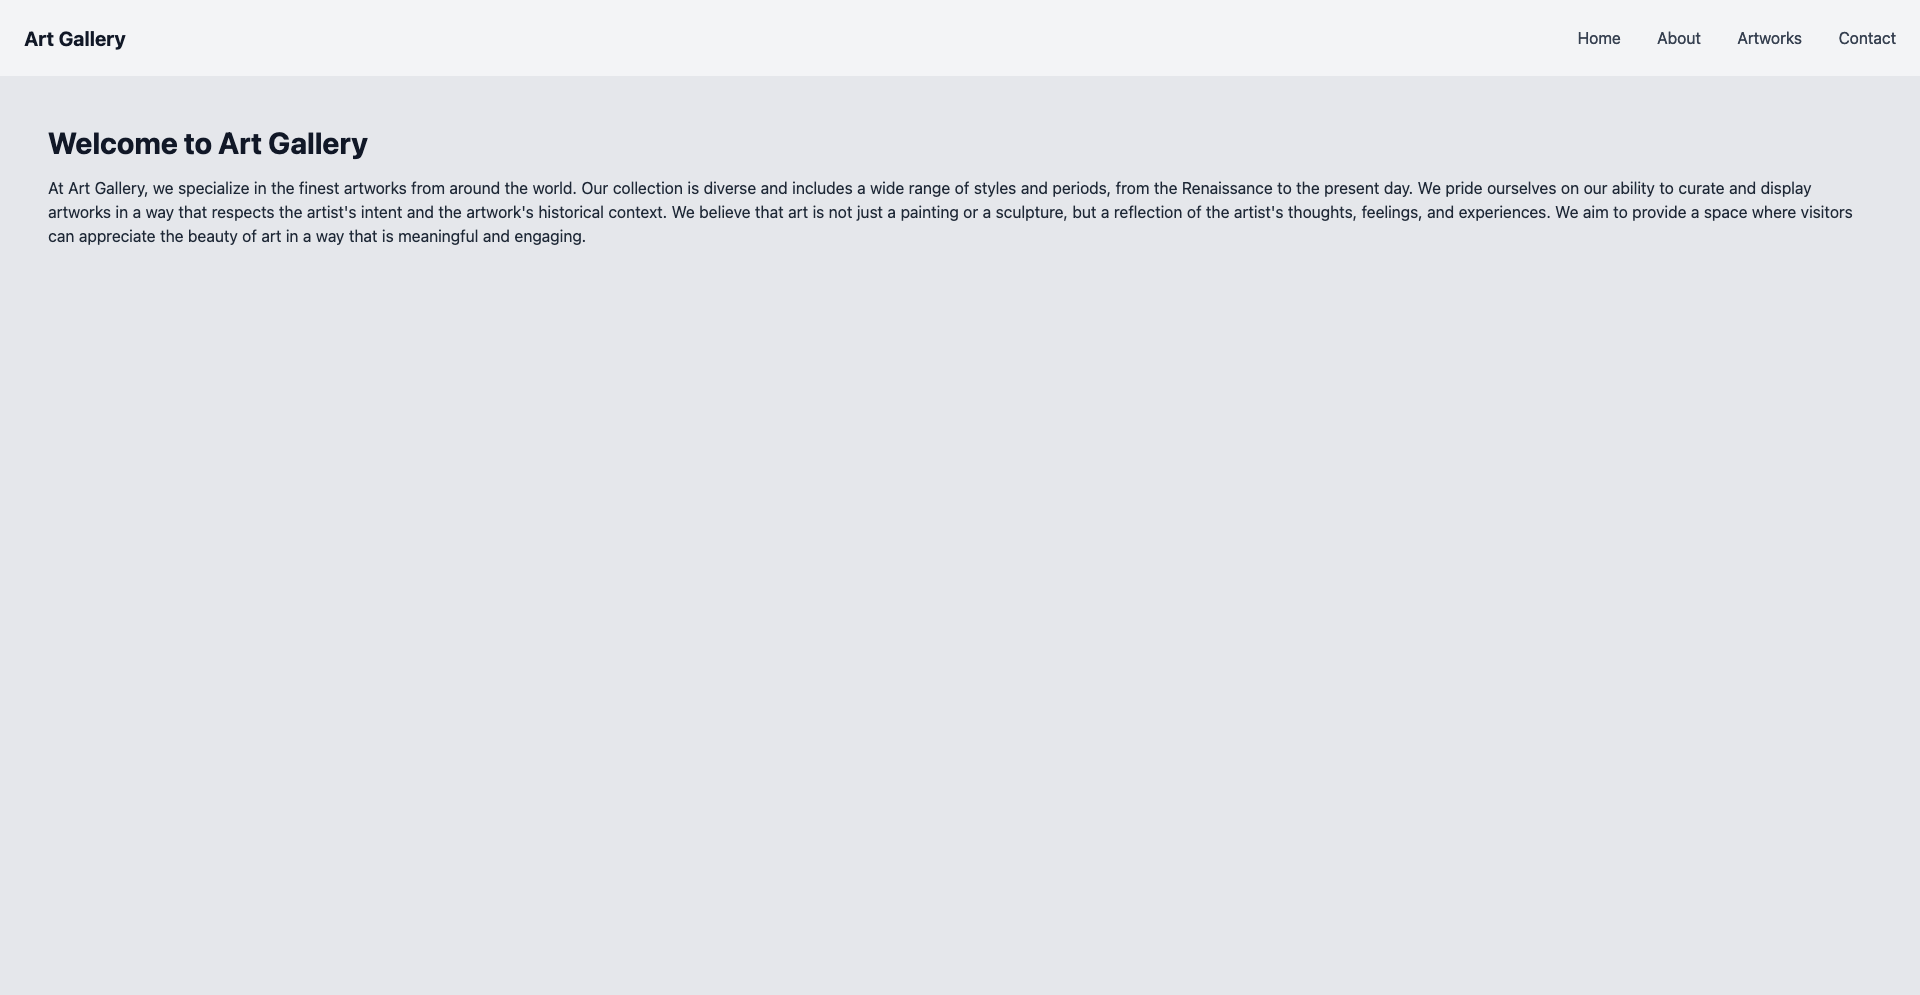 Art Gallery
Home
About
Artworks
Contact
Welcome to Art Gallery
At Art Gallery, we specialize in the finest artworks from around the world. Our collection is diverse and includes a wide range of styles and periods, from the Renaissance to the present day. We pride ourselves on our ability to curate and display
artworks in a way that respects the artist's intent and the artwork's historical context. We believe that art is not just a painting or a sculpture, but a reflection of the artist's thoughts, feelings, and experiences. We aim to provide a space where visitors
can appreciate the beauty of art in a way that is meaningful and engaging.